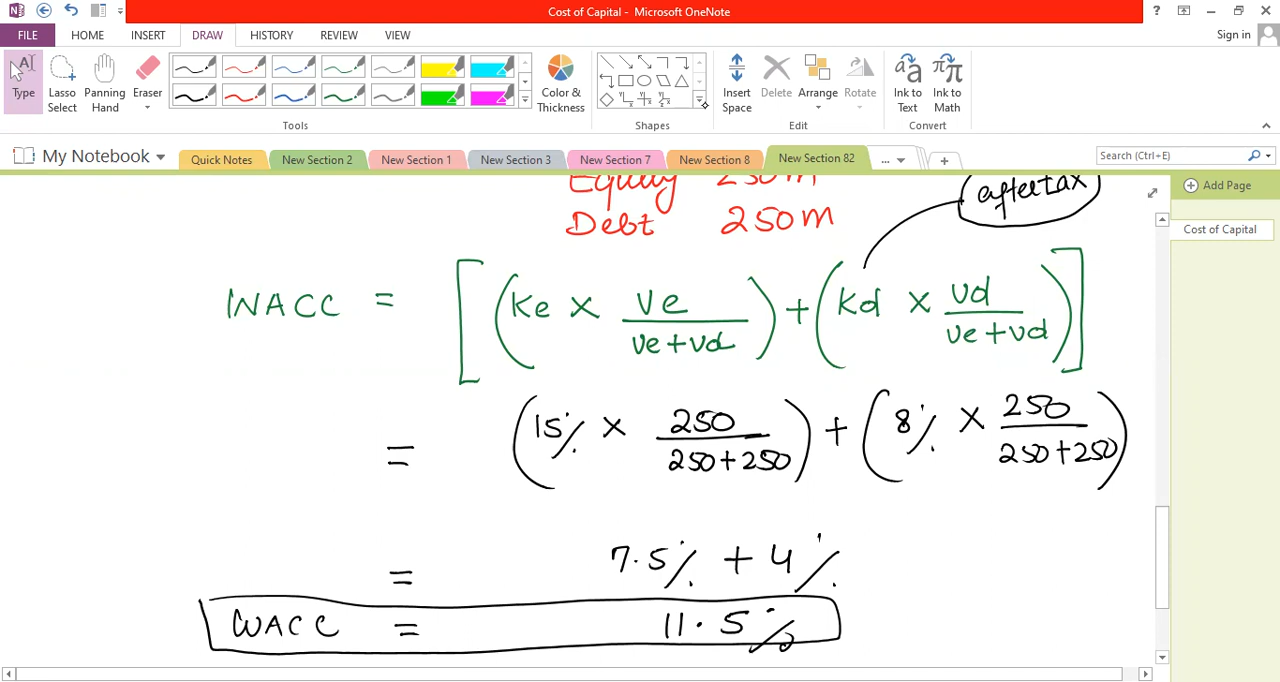 Cost of Capital - Microsoft OneNote
FILE HOME INSERT DRAW HISTORY REVIEW VIEW
Sign in
Type
Lasso Select
Panning Hand
Eraser
Color & Thickness
Insert Space
Delete
Arrange
Rotate
Ink to Text
Ink to Math
Tools
Shapes
Edit
Convert
My Notebook
Quick Notes New Section 2 New Section 1 New Section 3 New Section 7 New Section 8 New Section 82 ...
Search (Ctrl+E)
Add Page
Cost of Capital
Equity 250m
after tax
Debt 250M
WACC = [(Ke × Ve / Ve+Vd) + (Kd × Vd / Ve+Vd)]
= (15% × 250 / 250+250) + (8% × 250 / 250+250)
= 7.5% + 4%
WACC = 11.5%